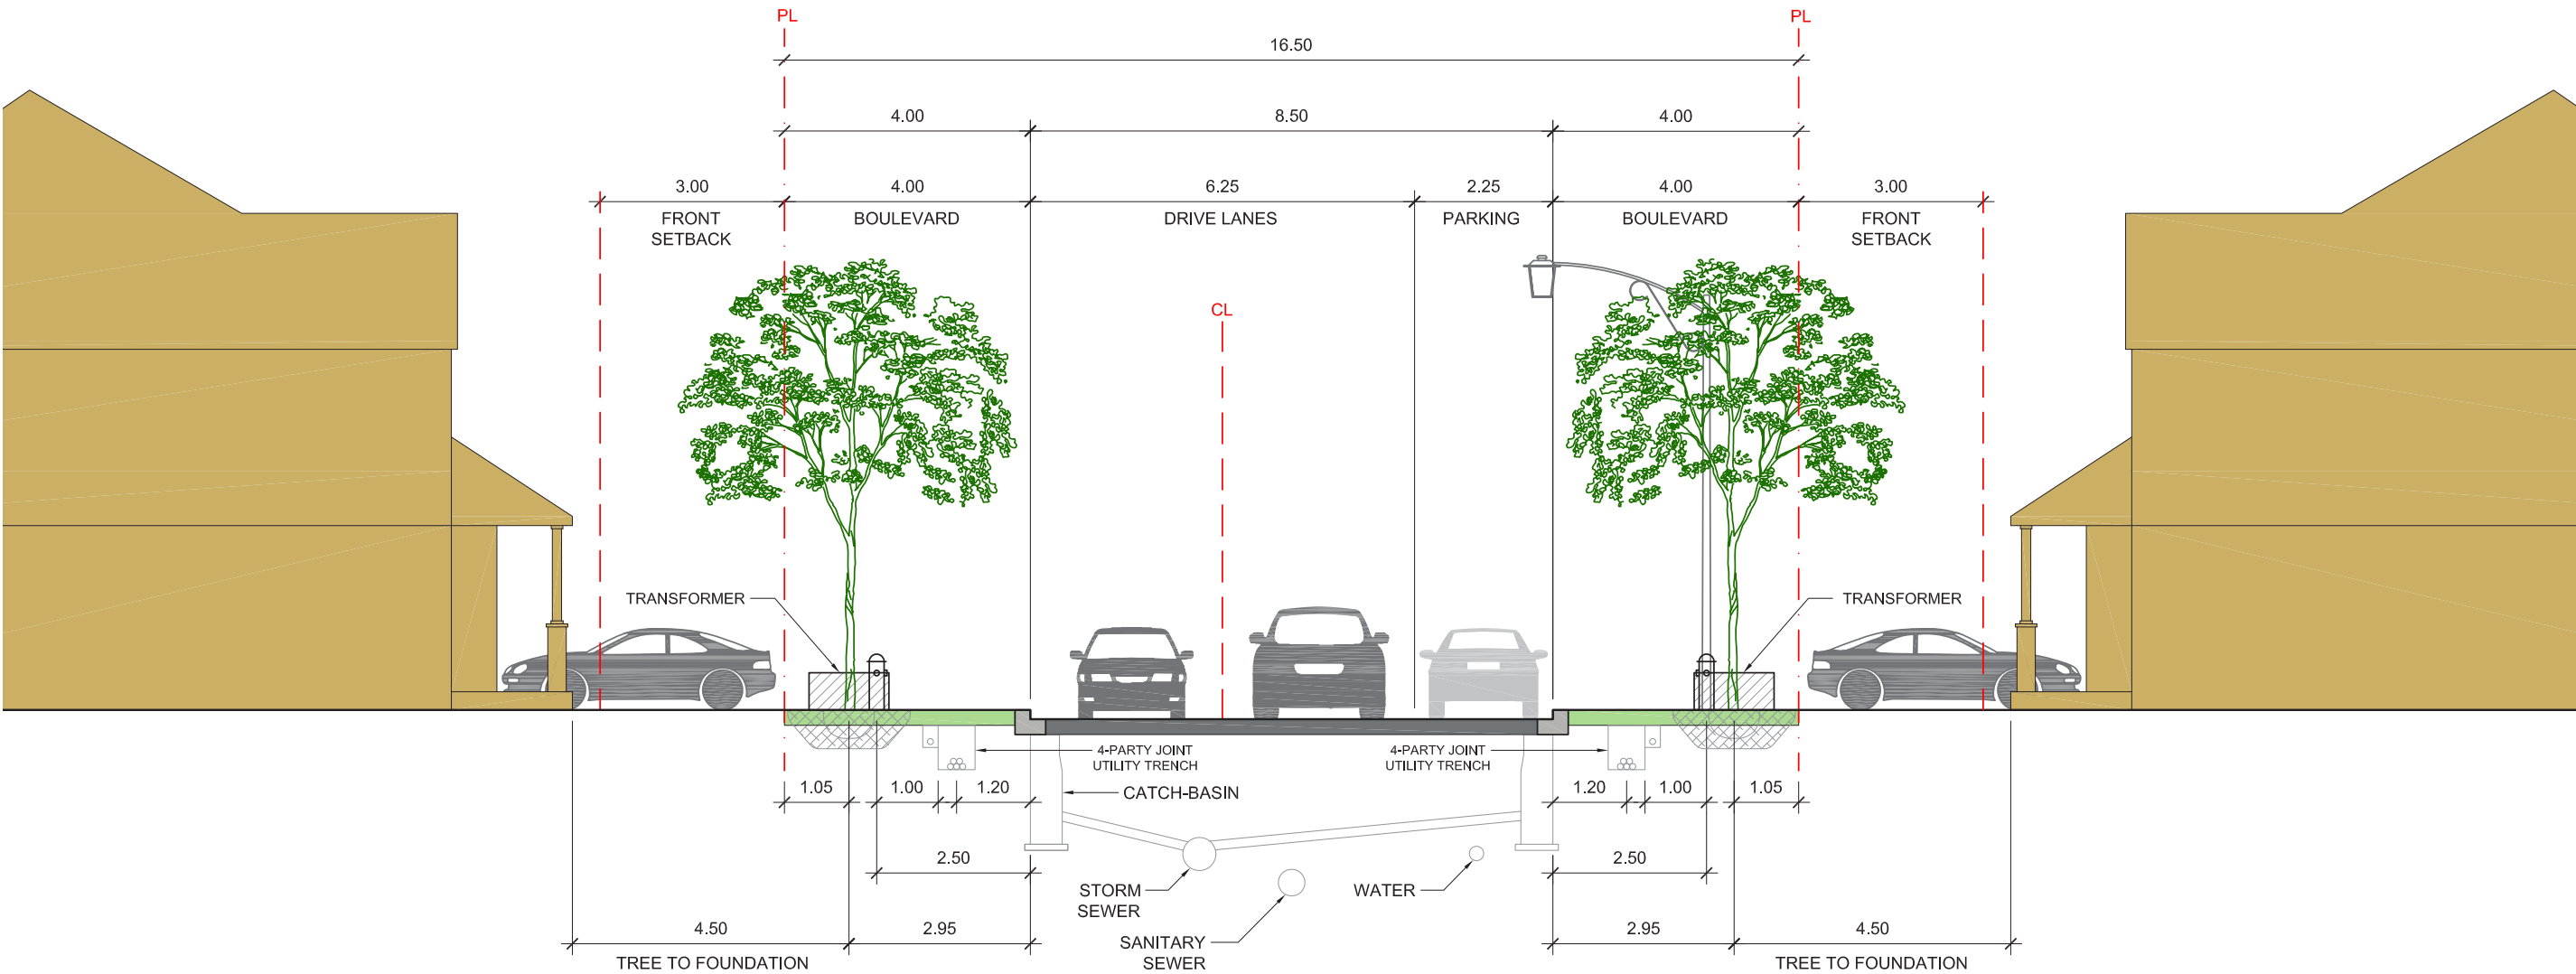 PL
PL
16.50
4.00
8.50
4.00
3.00
4.00
6.25
2.25
4.00
3.00
FRONT
SETBACK
BOULEVARD
DRIVE LANES
PARKING
BOULEVARD
FRONT
SETBACK
CL
TRANSFORMER
TRANSFORMER
4-PARTY JOINT
UTILITY TRENCH
4-PARTY JOINT
UTILITY TRENCH
1.05
1.00
1.20
CATCH-BASIN
1.20
1.00
1.05
2.50
2.50
STORM
SEWER
WATER
SANITARY
SEWER
4.50
2.95
2.95
4.50
TREE TO FOUNDATION
TREE TO FOUNDATION